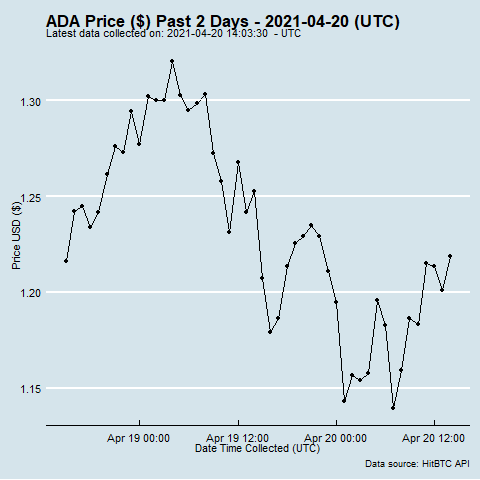 ADA Price ($) Past 2 Days - 2021-04-20 (UTC)
Latest data collected on: 2021-04-20 14:03:30 - UTC
Price USD ($)
1.30
1.25
1.20
1.15
Apr 19 00:00 Apr 19 12:00 Apr 20 00:00 Apr 20 12:00
Date Time Collected (UTC)
Data source: HitBTC API